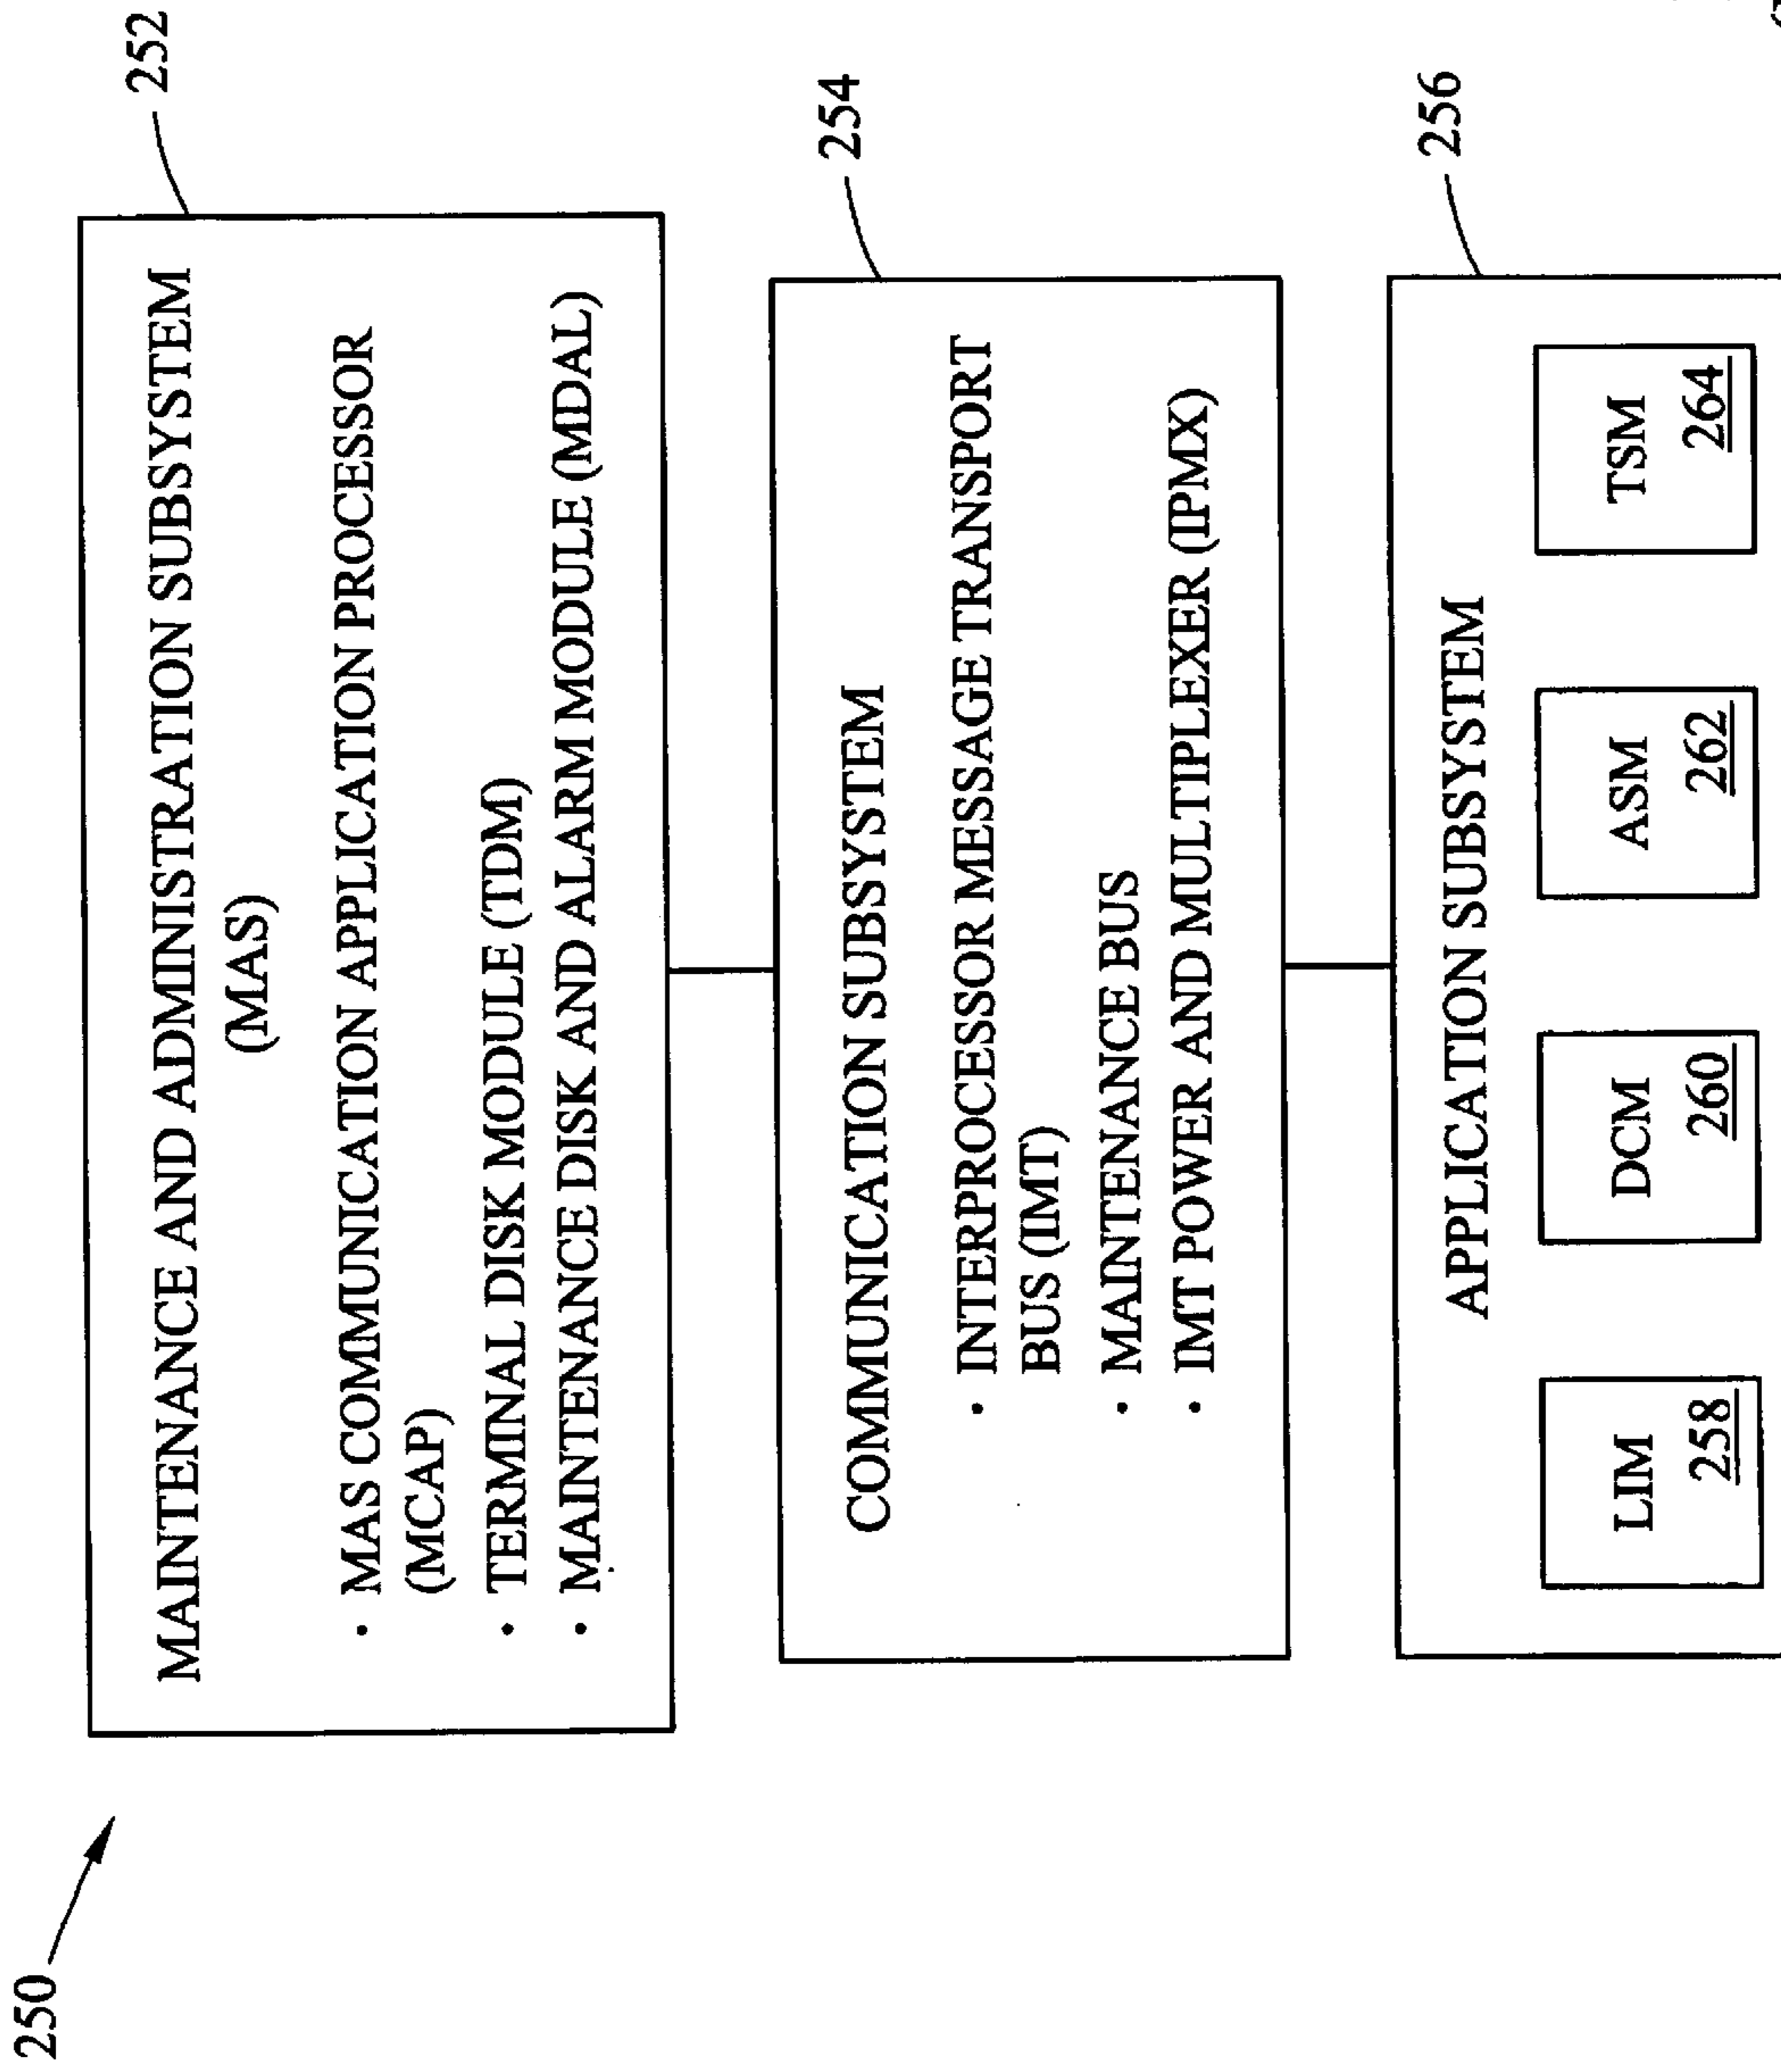 250
252
MAINTENANCE AND ADMINISTRATION SUBSYSTEM
(MAS)
· MAS COMMUNICATION APPLICATION PROCESSOR
(MCAP)
· TERMINAL DISK MODULE (TDM)
· MAINTENANCE DISK AND ALARM MODULE (MDAL)
254
COMMUNICATION SUBSYSTEM
· INTERPROCESSOR MESSAGE TRANSPORT
BUS (IMT)
· MAINTENANCE BUS
· IMT POWER AND MULTIPLEXER (IPMX)
256
APPLICATION SUBSYSTEM
LIM
258
DCM
260
ASM
262
TSM
264